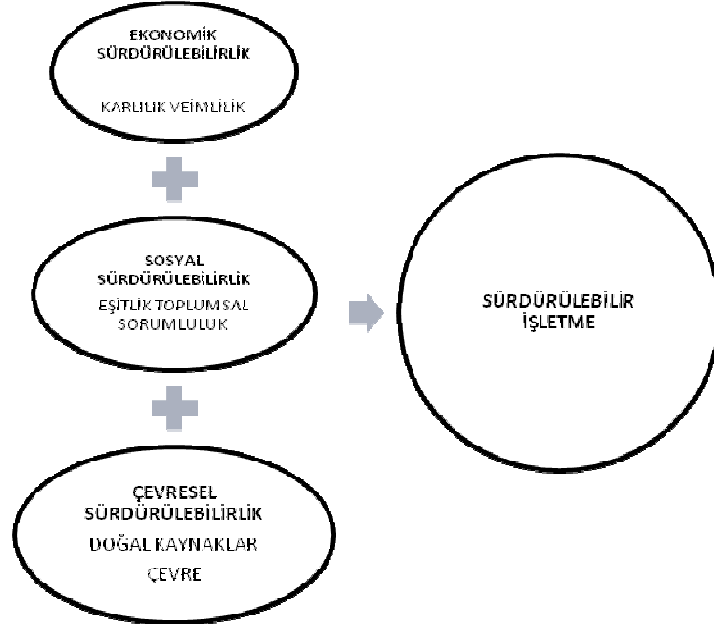 EKONOMİK
SÜRDÜRÜLEBİLİRLİK
KARLILIK VEİMLİLİK
SOSYAL
SÜRDÜRÜLEBİLİRLİK
EŞİTLİK TOPLUMSAL
SORUMLULUK
ÇEVRESEL
SÜRDÜRÜLEBİLİRLİK
DOĞAL KAYNAKLAR
ÇEVRE
SÜRDÜRÜLEBİLİR
İŞLETME